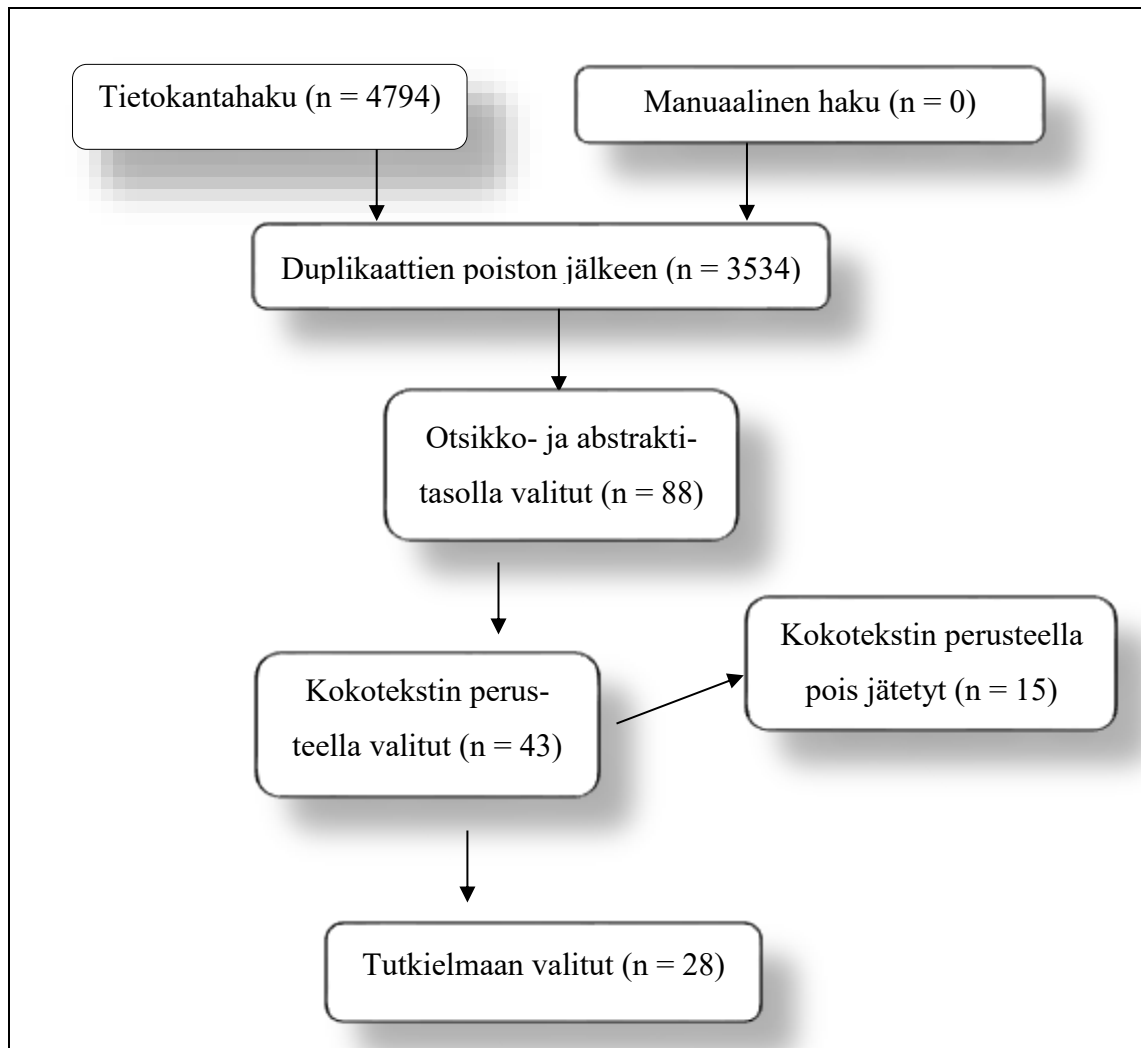 Tietokantahaku (n = 4794)
Manuaalinen haku (n = 0)
Duplikaattien poiston jälkeen (n = 3534)
Otsikko- ja abstrakti-
tasolla valitut (n = 88)
Kokotekstin perusteella
pois jätetyt (n = 15)
Kokotekstin perus-
teella valitut (n = 43)
Tutkielmaan valitut (n = 28)